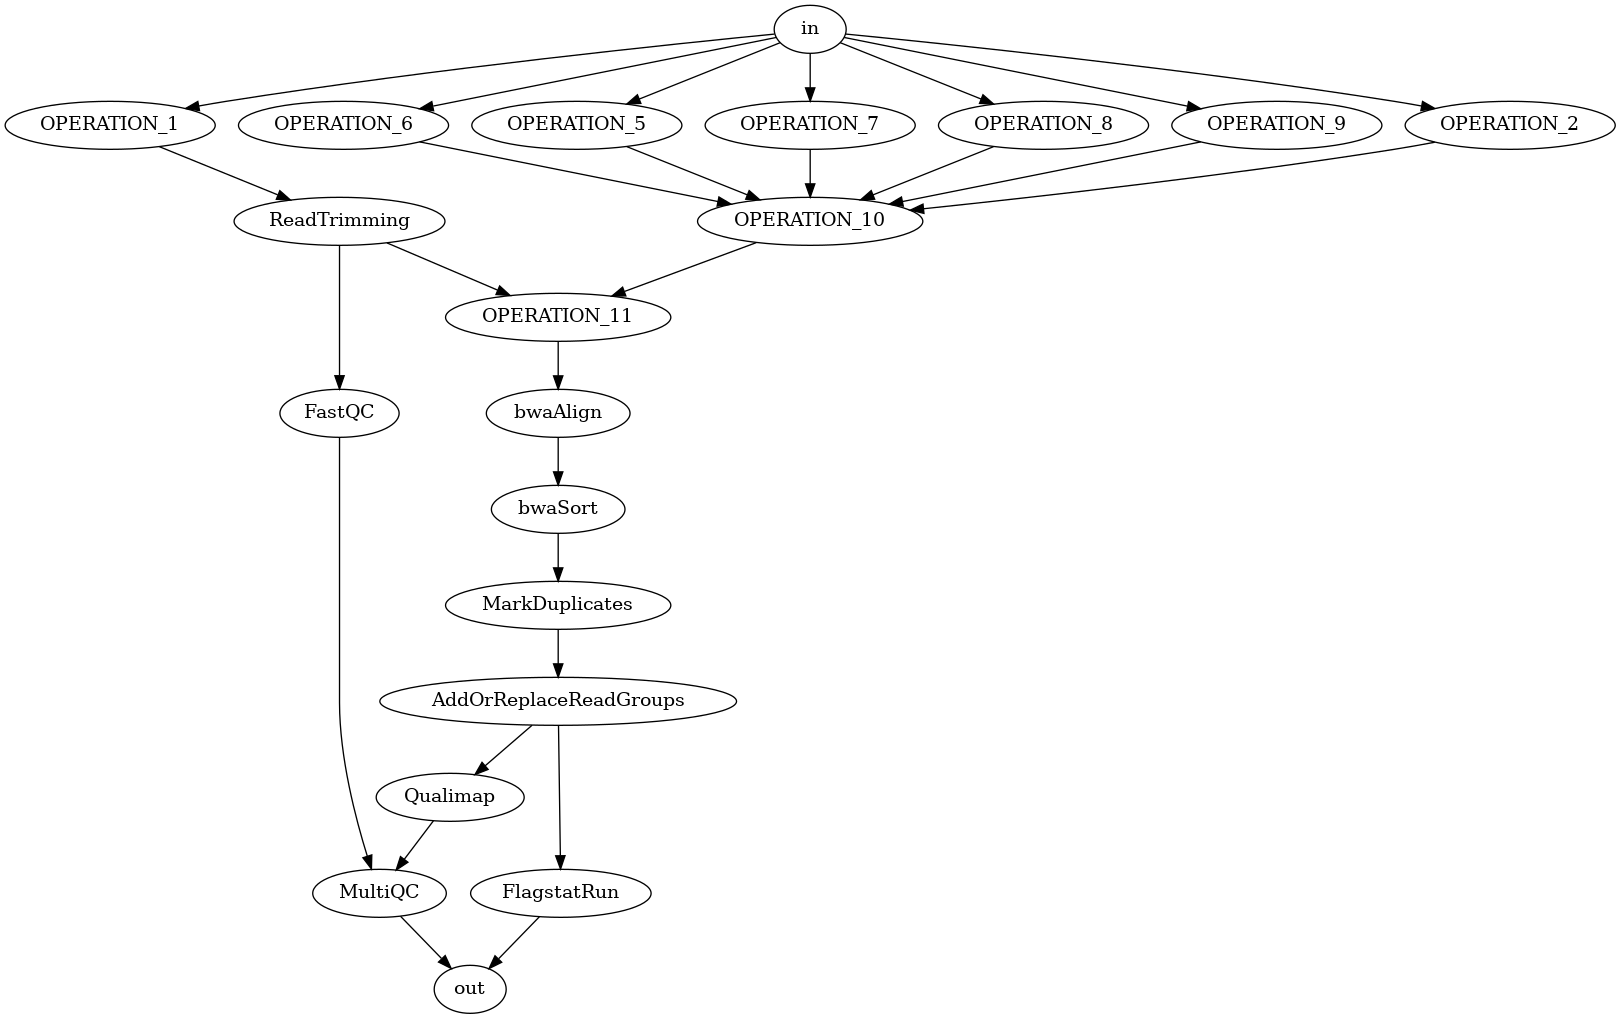 in
OPERATION_1
OPERATION_6
OPERATION_5
OPERATION_7
OPERATION_8
OPERATION_9
OPERATION_2
ReadTrimming
OPERATION_10
OPERATION_11
FastQC
bwaAlign
bwaSort
MarkDuplicates
AddOrReplaceReadGroups
Qualimap
MultiQC
FlagstatRun
out